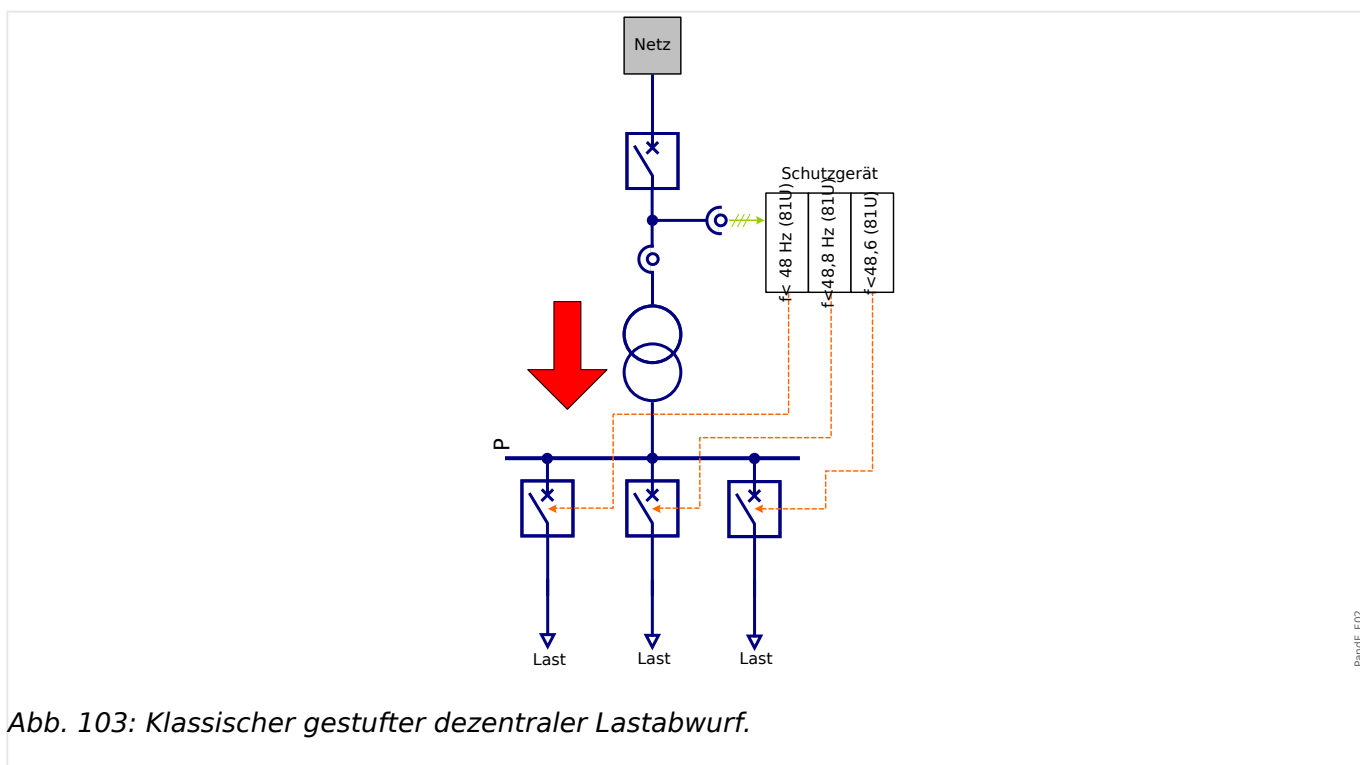 Netz
Schutzgerät
f< 48 Hz (81U)
f<48,8 Hz (81U)
f<48,6 (81U)
P
Last
Last
Last
PandF_E02
Abb. 103: Klassischer gestufter dezentraler Lastabwurf.